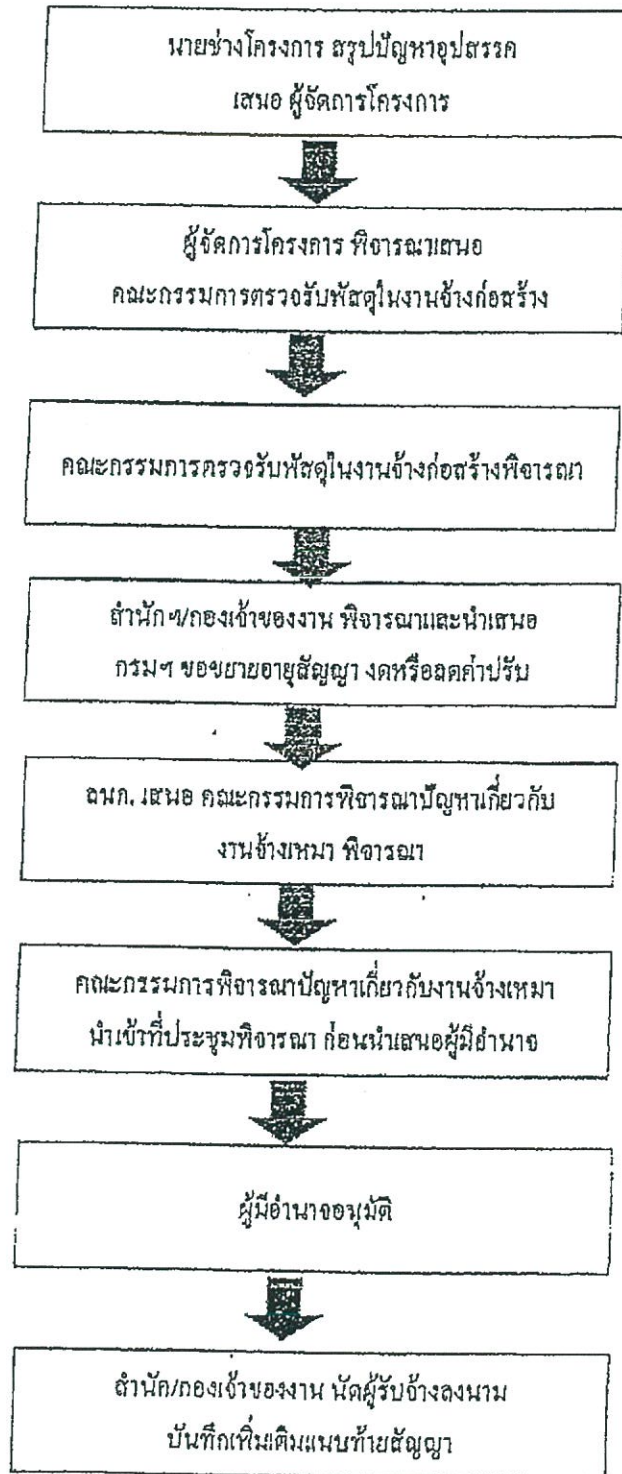 นายช่างโครงการ สรุปปัญหาอุปสรรค
เสนอ ผู้จัดการโครงการ
ผู้จัดการโครงการ พิจารณาเสนอ
คณะกรรมการตรวจรับพัสดุในงานจ้างก่อสร้าง
คณะกรรมการตรวจรับพัสดุในงานจ้างก่อสร้างพิจารณา
สำนักฯ/กองเจ้าของงาน พิจารณาและนำเสนอ
กรมฯ ขอขยายอายุสัญญา งดหรือลดค่าปรับ
ลนก. เสนอ คณะกรรมการพิจารณาปัญหาเกี่ยวกับ
งานจ้างเหมา พิจารณา
คณะกรรมการพิจารณาปัญหาเกี่ยวกับงานจ้างเหมา
นำเข้าที่ประชุมพิจารณา ก่อนนำเสนอผู้มีอำนาจ
ผู้มีอำนาจอนุมัติ
สำนัก/กองเจ้าของงาน นัดผู้รับจ้างลงนาม
บันทึกเพิ่มเติมแนบท้ายสัญญา